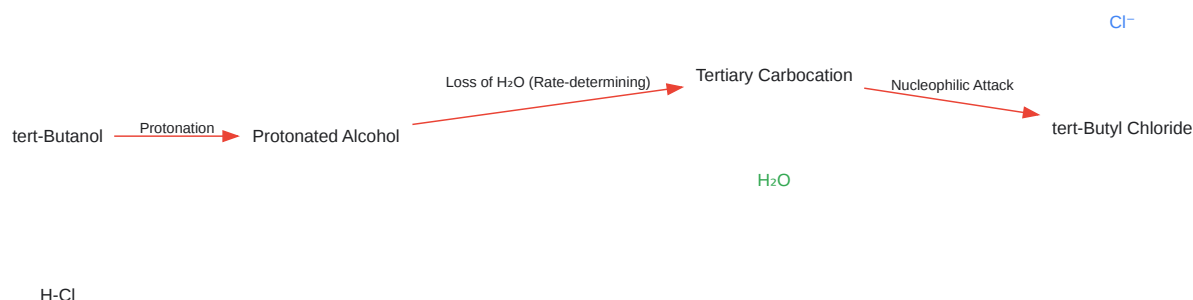 Cl⁻
Tertiary Carbocation
Loss of H₂O (Rate-determining)
Nucleophilic Attack
tert-Butanol
Protonation
Protonated Alcohol
tert-Butyl Chloride
H₂O
H-Cl